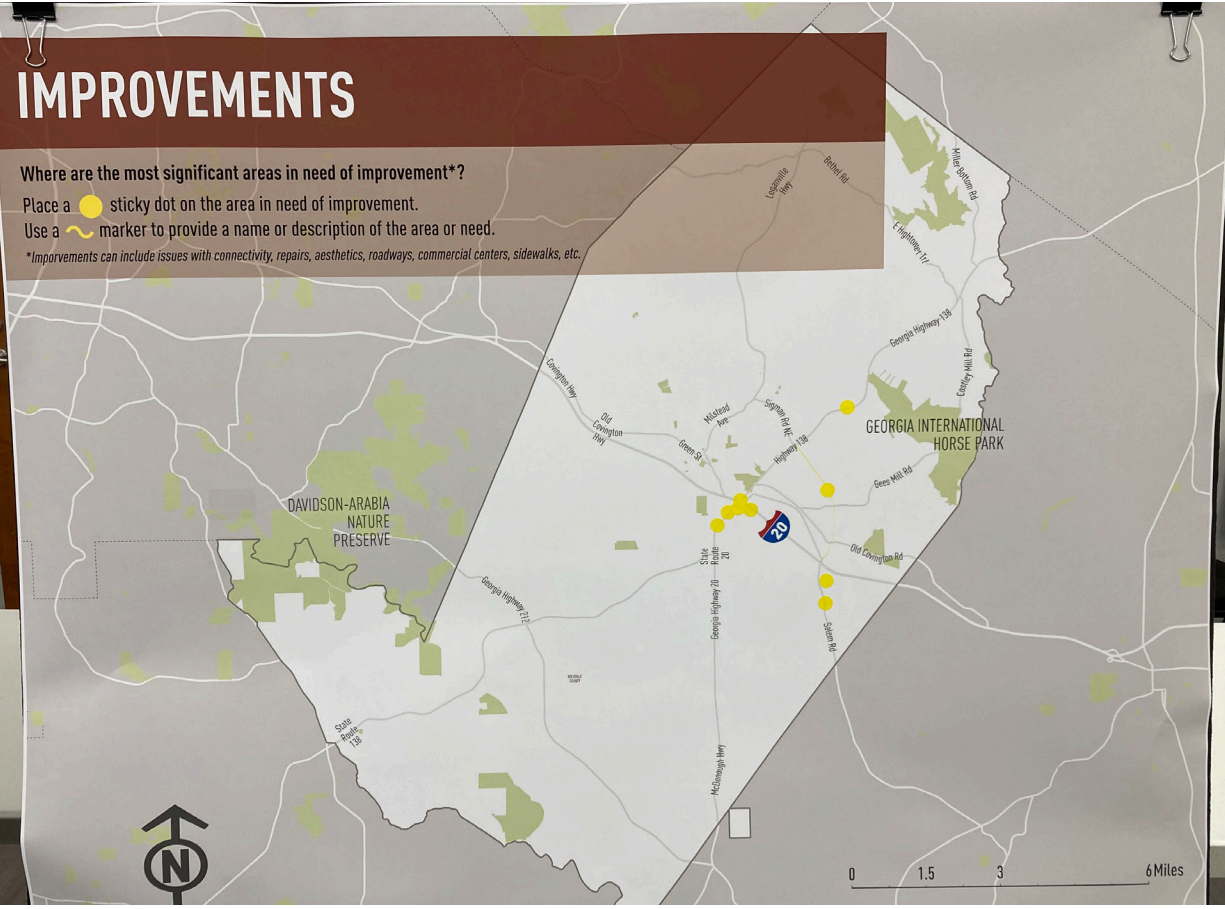 IMPROVEMENTS
Where are the most significant areas in need of improvement*?
Place a sticky dot on the area in need of improvement.
Use a marker to provide a name or description of the area or need.
*Imporvements can include issues with connectivity, repairs, aesthetics, roadways, commercial centers, sidewalks, etc.
Bethel Rd
Loganville
Hwy
Miller Bottom Rd
E Hightower Trl
Georgia Highway 138
Costley Mill Rd
Covington Hwy
Old
Covington
Hwy
Milstead
Ave
Sigman Rd NE
Green St
Highway 138
GEORGIA INTERNATIONAL
HORSE PARK
Gees Mill Rd
DAVIDSON-ARABIA
NATURE
PRESERVE
20
State
Route
20
Old Covington Rd
Georgia Highway 212
Georgia Highway 20
Salem Rd
State
Route
138
McDonough Hwy
N
0 1.5 3 6 Miles